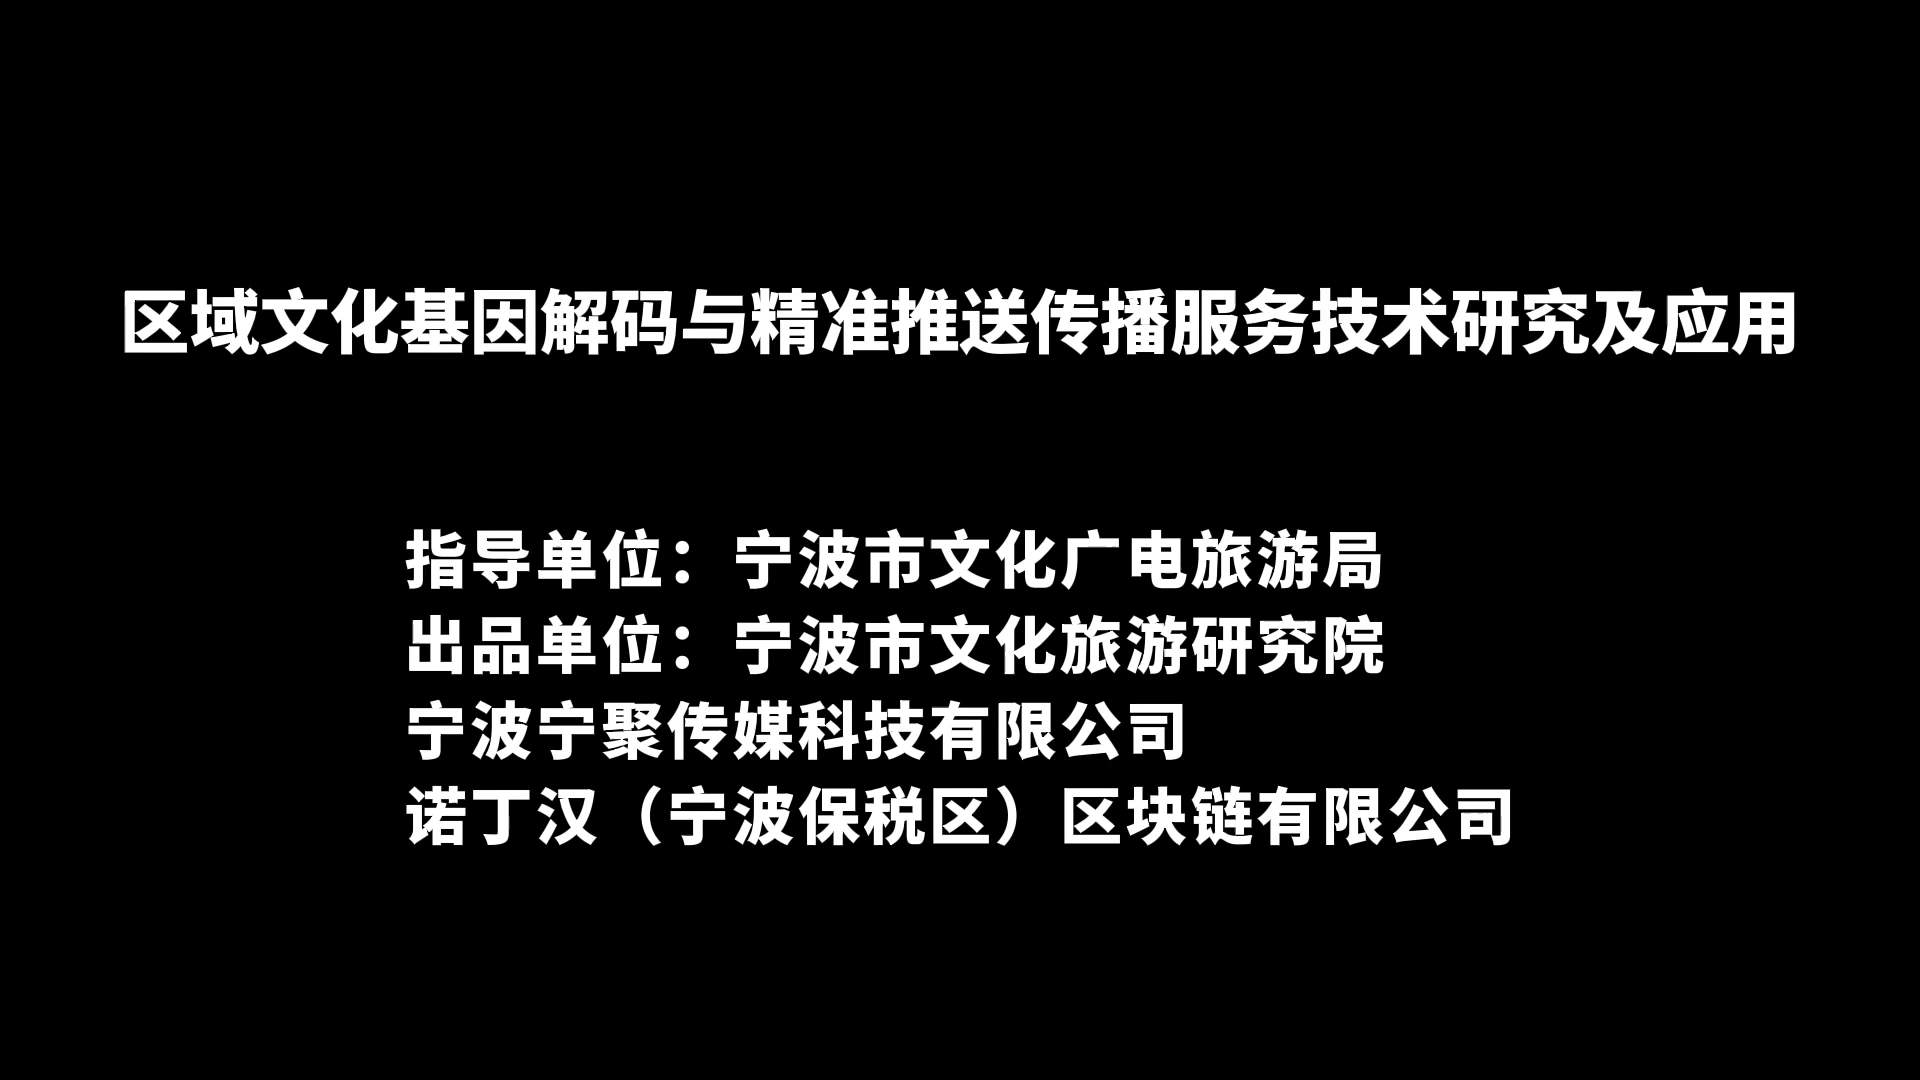 区域文化基因解码与精准推送传播服务技术研究及应用
指导单位：宁波市文化广电旅游局
出品单位：宁波市文化旅游研究院
宁波宁聚传媒科技有限公司
诺丁汉（宁波保税区）区块链有限公司